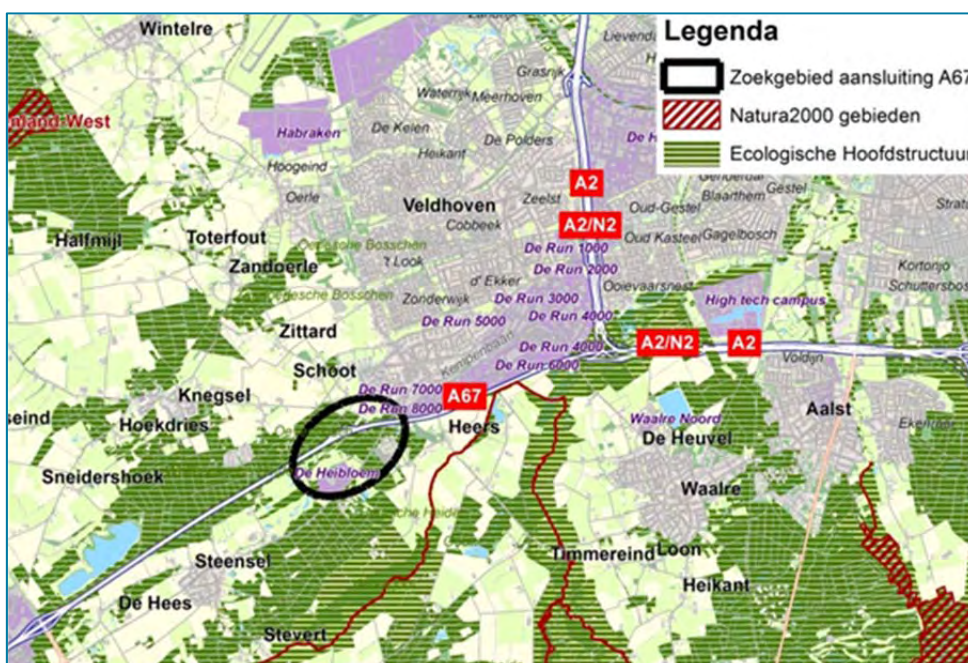 Legenda
Zoekgebied aansluiting A67
Natura2000 gebieden
Ecologische Hoofdstructuur
Wintelre
Grasrijk
Waterrijk
Meerhoven
Habraken
De Kelen
De Polders
Heikant
Hoogeind
Oerle
Veldhoven
Zeelst
Cobbeek
A2
A2/N2
Oud-Gestel
Blaarthem
Gestel
Oud Kasteel
Gagelbosch
Halfmijl
Toterfout
Zandoerle
't Look
De Run 1000
De Run 2000
d' Ekker
Zonderwijk
De Run 3000
Ooievaarsnest
De Run 5000
De Run 4000
High tech campus
Kortonjo
Zittard
Kempenbaan
De Run 4000
De Run 6000
A2/N2
A2
Voldijn
Schoot
De Run 7000
De Run 8000
A67
Heers
Knegsel
Hoekdries
Waalre Noord
De Heuvel
Aalst
Ekenrooi
De Heibloem
Sneidershoek
Waalre
Steensel
Timmereind
Loon
Heikant
De Hees
Stevert